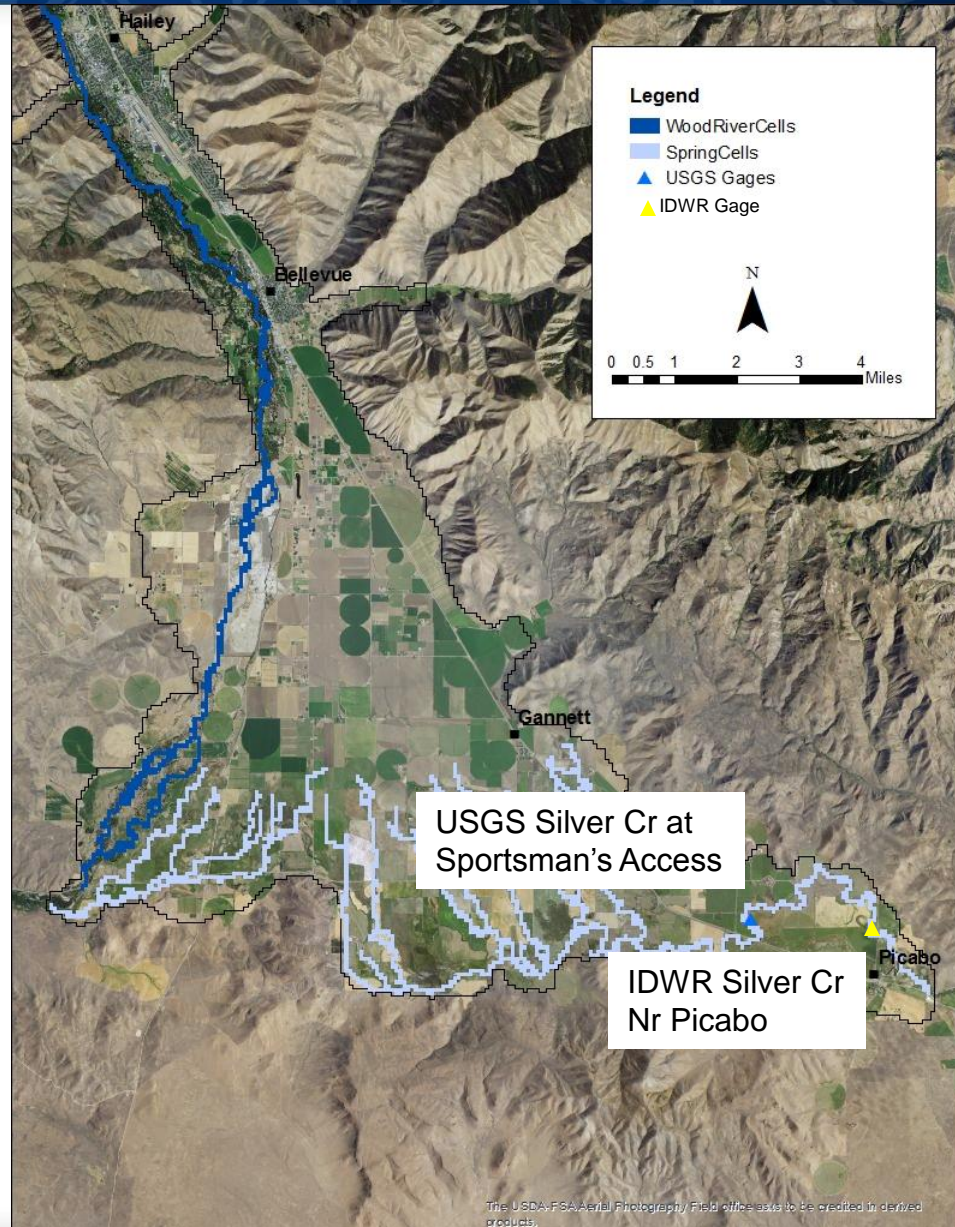 Hailey
Legend
WoodRiverCells
SpringCells
USGS Gages
IDWR Gage
N
0 0.5 1 2 3 4
Miles
Bellevue
Gannett
USGS Silver Cr at
Sportsman's Access
Picabo
IDWR Silver Cr
Nr Picabo
The USDA-FSA Aerial Photography Field office asks to be credited in derived
products.